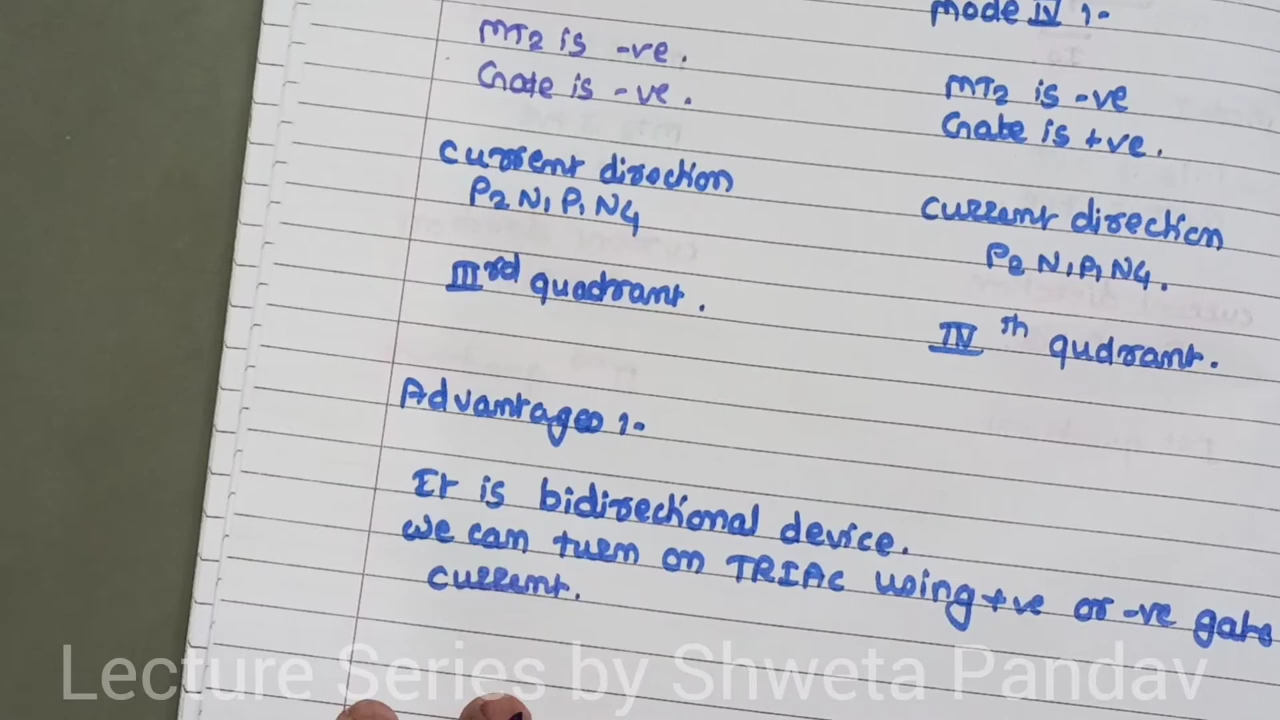 MT2 is -ve.
Gate is -ve.
current direction
P2 N1 P1 N4
IIIrd quadrant.
Mode IV :-
MT2 is -ve
Gate is +ve.
current direction
P2 N1 P1 N4.
IV th qudrant.
Advantages :-
It is bidirectional device.
we can turn on TRIAC using +ve or -ve gate
current.
Lecture Series by Shweta Pandav